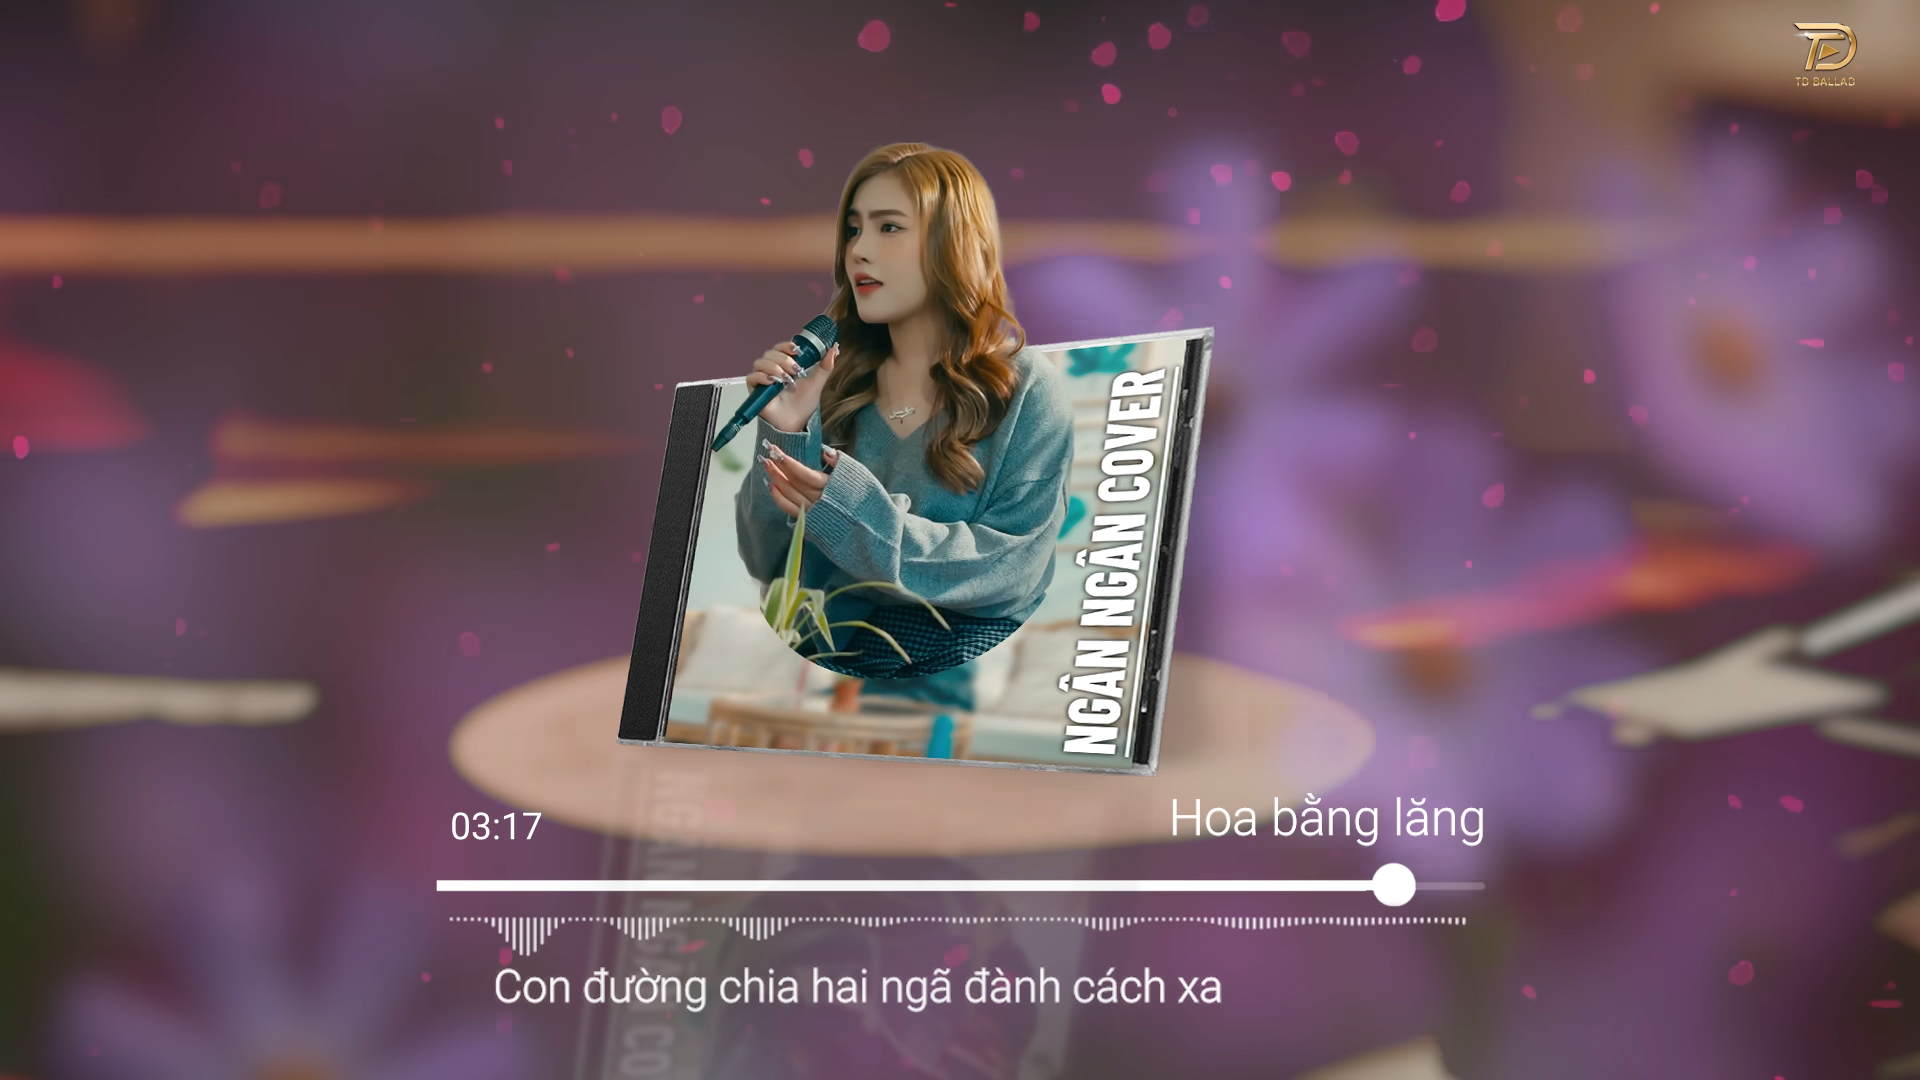 TD BALLAD
NGÂN NGÂN COVER
03:17
Hoa bằng lăng
Con đường chia hai ngã đành cách xa